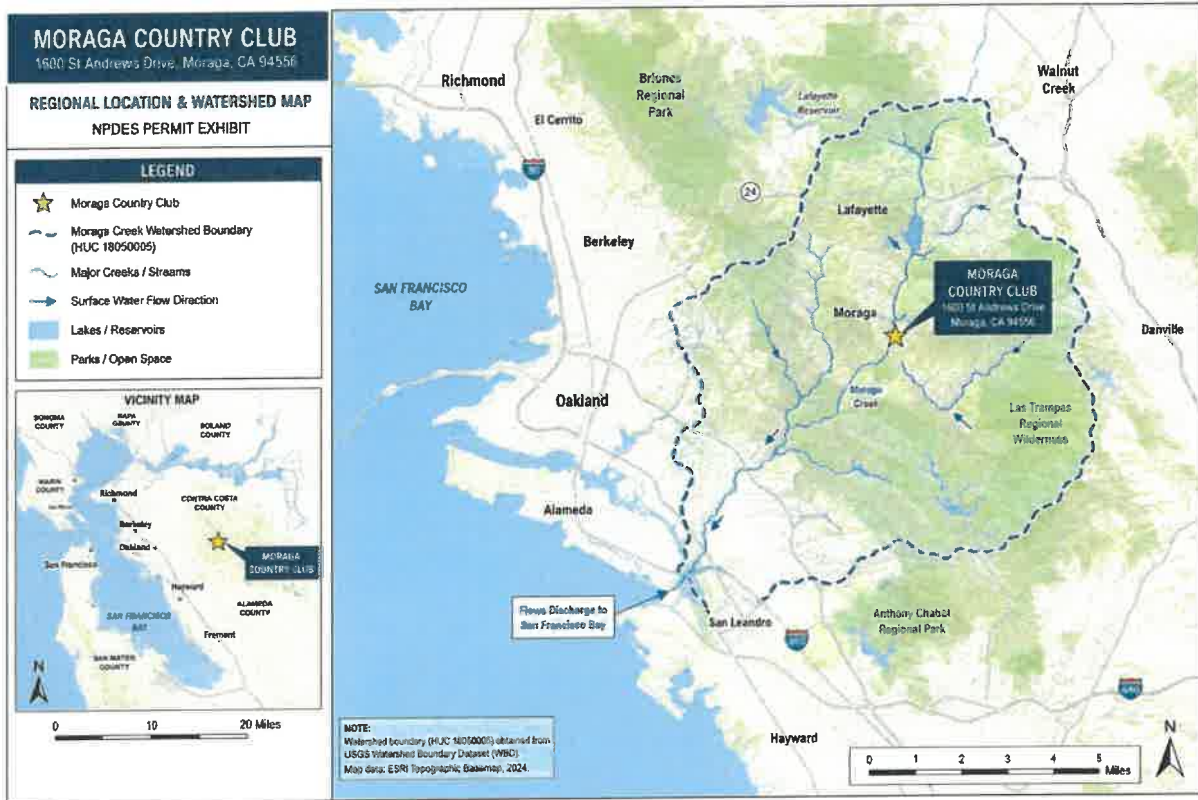 MORAGA COUNTRY CLUB
1600 St Andrews Drive, Moraga, CA 94556
REGIONAL LOCATION & WATERSHED MAP
NPDES PERMIT EXHIBIT
LEGEND
Moraga Country Club
Moraga Creek Watershed Boundary
(HUC 18050005)
Major Creeks / Streams
Surface Water Flow Direction
Lakes / Reservoirs
Parks / Open Space
VICINITY MAP
SONOMA
COUNTY
NAPA
COUNTY
SOLANO
COUNTY
MARIN
COUNTY
Richmond
CONTRA COSTA
COUNTY
Berkeley
Oakland
MORAGA
COUNTRY CLUB
San Francisco
Hayward
ALAMEDA
COUNTY
SAN FRANCISCO
BAY
Fremont
SAN MATEO
COUNTY
N
0 10 20 Miles
Richmond
El Cerrito
Briones
Regional
Park
Lafayette
Reservoir
Walnut
Creek
80
24
Lafayette
Berkeley
SAN FRANCISCO
BAY
MORAGA
COUNTRY CLUB
1600 St Andrews Drive
Moraga, CA 94556
Moraga
Danville
Oakland
Moraga
Creek
Las Trampas
Regional
Wilderness
Alameda
Flows Discharge to
San Francisco Bay
San Leandro
Anthony Chabot
Regional Park
Hayward
NOTE:
Watershed boundary (HUC 18050005) obtained from
USGS Watershed Boundary Dataset (WBD)
Map data: ESRI Topographic Basemap, 2024.
0 1 2 3 4 5
Miles
N